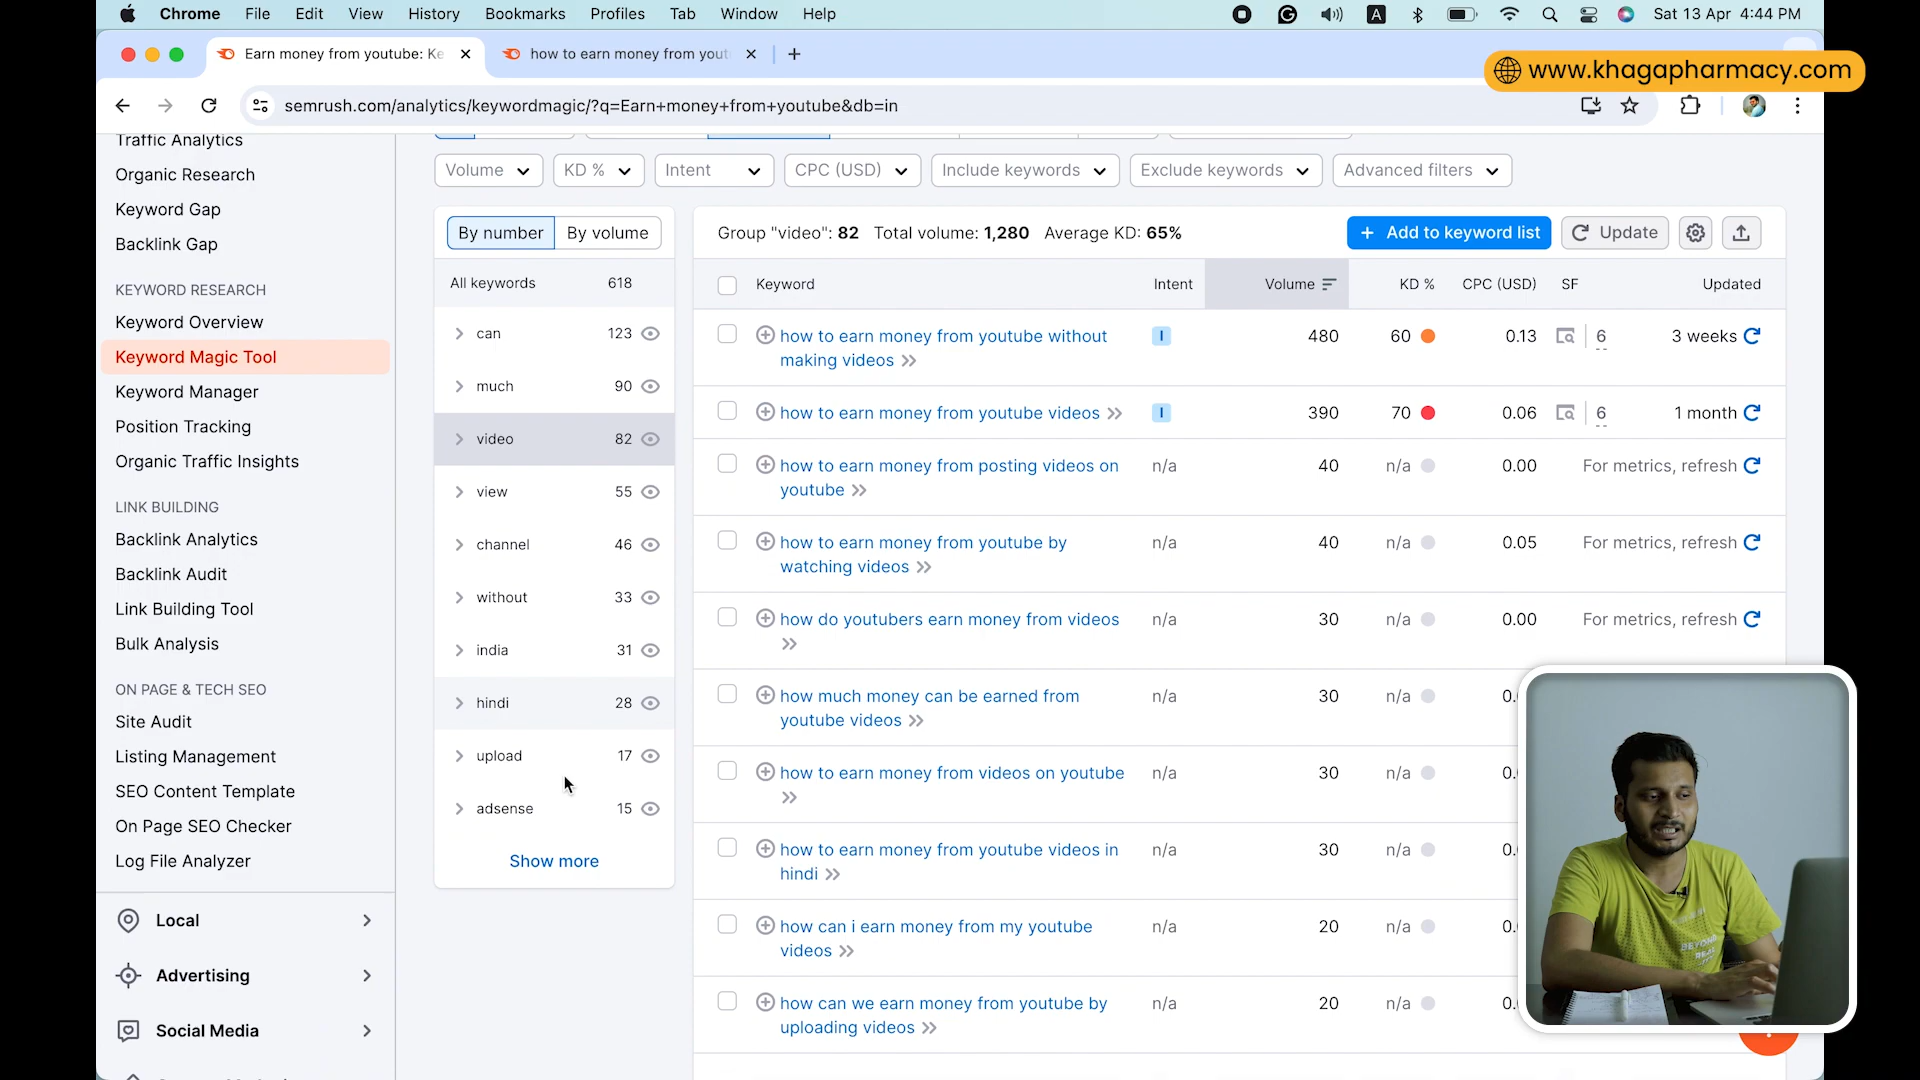 Chrome File Edit View History Bookmarks Profiles Tab Window Help
A
Sat 13 Apr 4:44 PM
Earn money from youtube: Ke
how to earn money from yout
www.khagapharmacy.com
semrush.com/analytics/keywordmagic/?q=Earn+money+from+youtube&db=in
Traffic Analytics
Organic Research
Keyword Gap
Backlink Gap
KEYWORD RESEARCH
Keyword Overview
Keyword Magic Tool
Keyword Manager
Position Tracking
Organic Traffic Insights
LINK BUILDING
Backlink Analytics
Backlink Audit
Link Building Tool
Bulk Analysis
ON PAGE & TECH SEO
Site Audit
Listing Management
SEO Content Template
On Page SEO Checker
Log File Analyzer
Local
Advertising
Social Media
Volume KD % Intent CPC (USD) Include keywords Exclude keywords Advanced filters
By number By volume
All keywords 618
can 123
much 90
video 82
view 55
channel 46
without 33
india 31
hindi 28
upload 17
adsense 15
Show more
Group "video": 82 Total volume: 1,280 Average KD: 65%
+ Add to keyword list
Update
Keyword Intent Volume KD % CPC (USD) SF Updated
how to earn money from youtube without making videos I 480 60 0.13 6 3 weeks
how to earn money from youtube videos I 390 70 0.06 6 1 month
how to earn money from posting videos on youtube n/a 40 n/a 0.00 For metrics, refresh
how to earn money from youtube by watching videos n/a 40 n/a 0.05 For metrics, refresh
how do youtubers earn money from videos n/a 30 n/a 0.00 For metrics, refresh
how much money can be earned from youtube videos n/a 30 n/a 0.
how to earn money from videos on youtube n/a 30 n/a 0.
how to earn money from youtube videos in hindi n/a 30 n/a 0.
how can i earn money from my youtube videos n/a 20 n/a 0.
how can we earn money from youtube by uploading videos n/a 20 n/a 0.